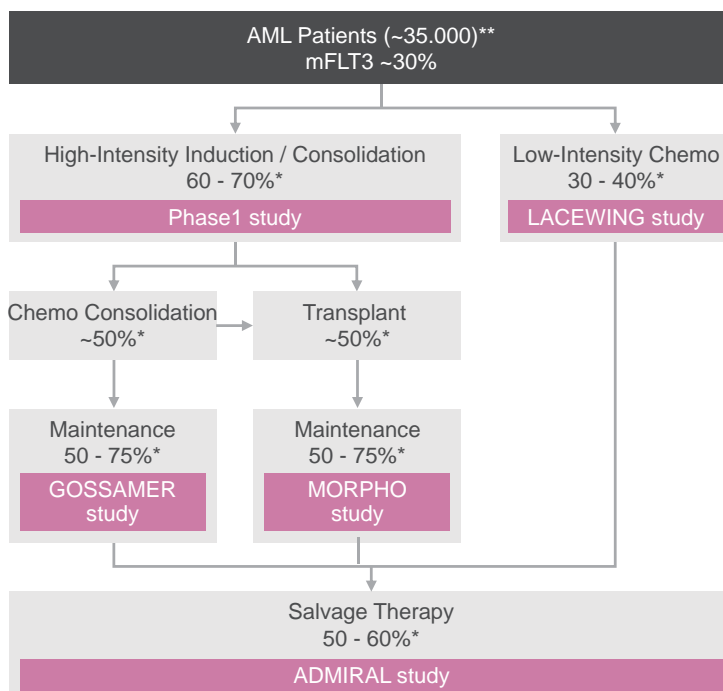 AML Patients (~35.000)**
mFLT3 ~30%
High-Intensity Induction / Consolidation
60 - 70%*
Phase1 study
Low-Intensity Chemo
30 - 40%*
LACEWING study
Chemo Consolidation
~50%*
Transplant
~50%*
Maintenance
50 - 75%*
GOSSAMER
study
Maintenance
50 - 75%*
MORPHO
study
Salvage Therapy
50 - 60%*
ADMIRAL study